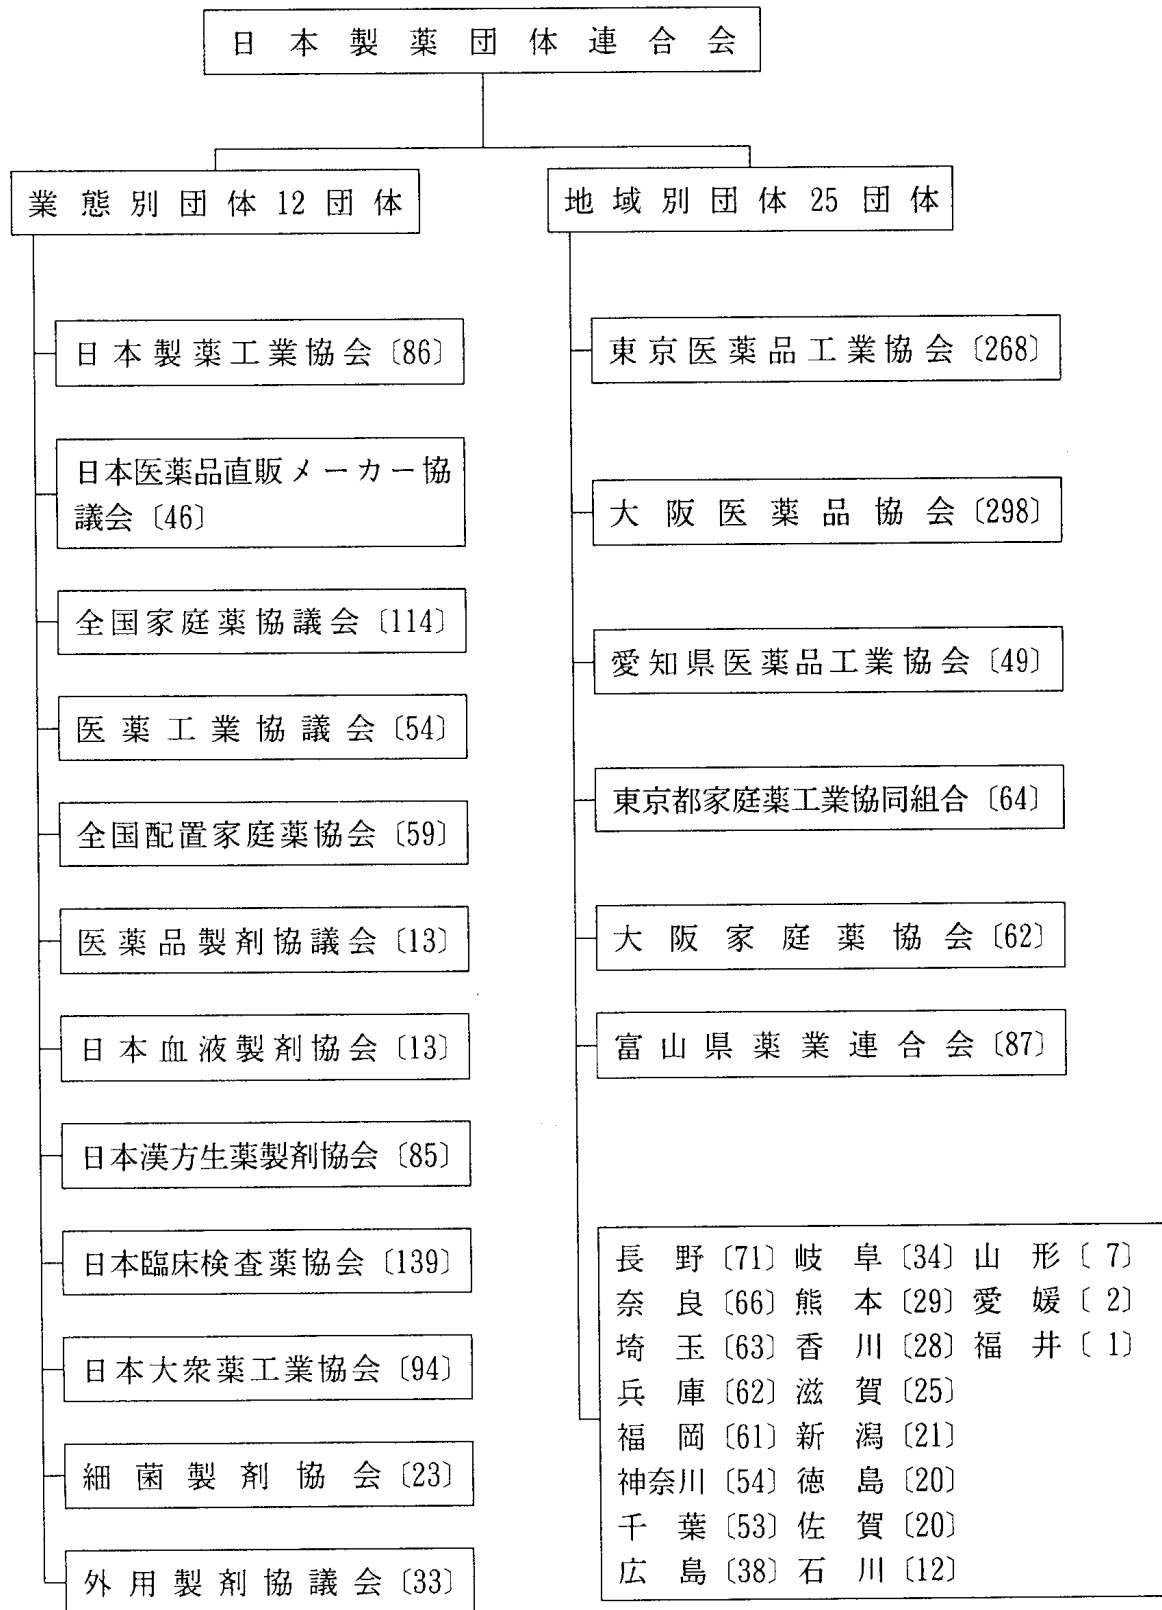 日本製薬団体連合会
業態別団体12団体
日本製薬工業協会〔86〕
日本医薬品直販メーカー協
議会〔46〕
全国家庭薬協議会〔114〕
医薬工業協議会〔54〕
全国配置家庭薬協会〔59〕
医薬品製剤協議会〔13〕
日本血液製剤協会〔13〕
日本漢方生薬製剤協会〔85〕
日本臨床検査薬協会〔139〕
日本大衆薬工業協会〔94〕
細菌製剤協会〔23〕
外用製剤協議会〔33〕
地域別団体25団体
東京医薬品工業協会〔268〕
大阪医薬品協会〔298〕
愛知県医薬品工業協会〔49〕
東京都家庭薬工業協同組合〔64〕
大阪家庭薬協会〔62〕
富山県薬業連合会〔87〕
長野〔71〕岐阜〔34〕山形〔 7〕
奈良〔66〕熊本〔29〕愛媛〔 2〕
埼玉〔63〕香川〔28〕福井〔 1〕
兵庫〔62〕滋賀〔25〕
福岡〔61〕新潟〔21〕
神奈川〔54〕徳島〔20〕
千葉〔53〕佐賀〔20〕
広島〔38〕石川〔12〕